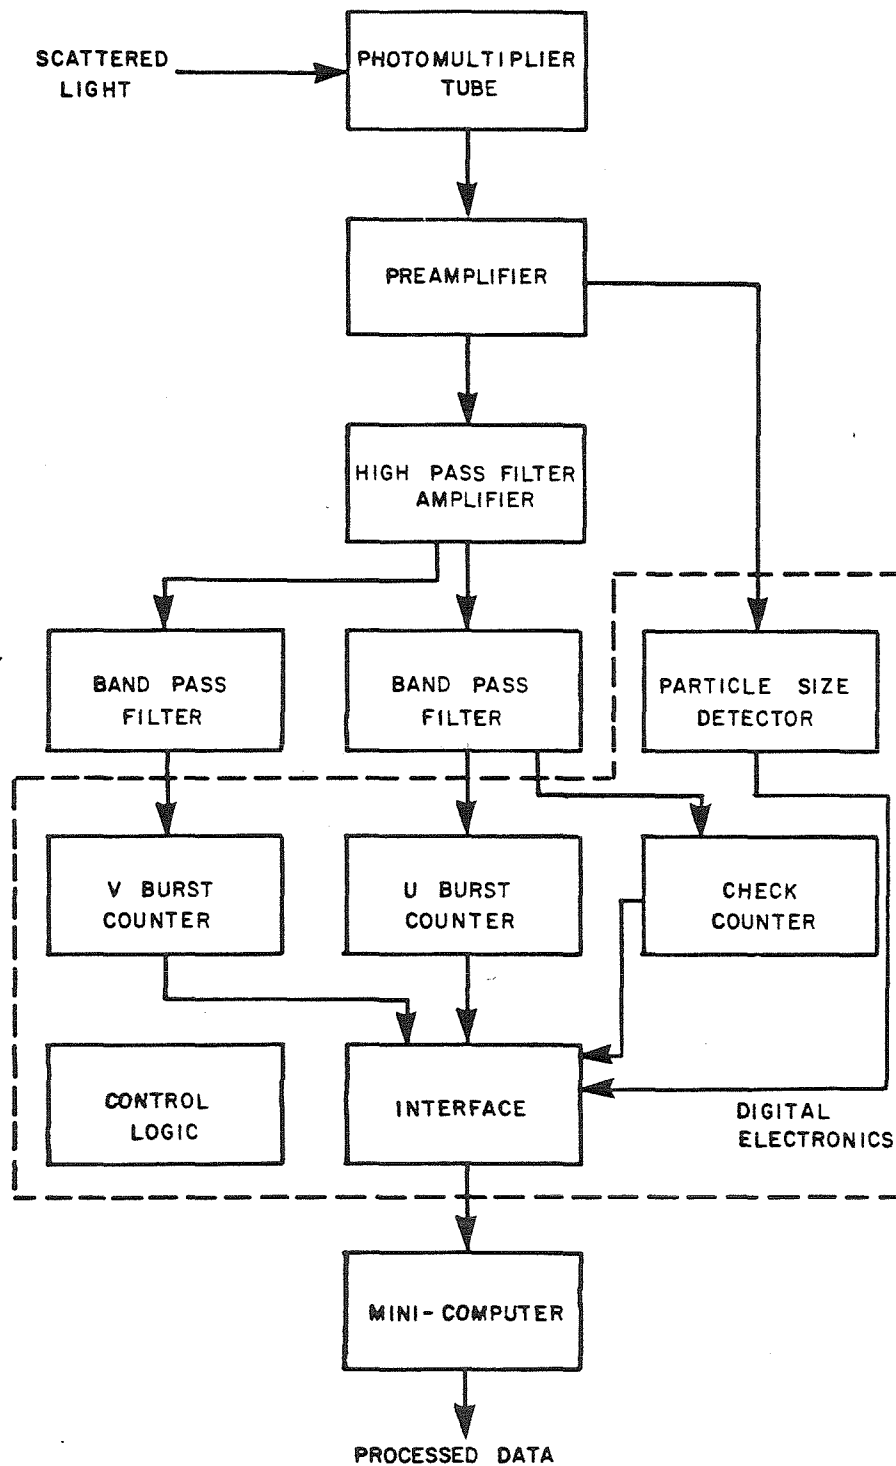 SCATTERED
LIGHT
PHOTOMULTIPLIER
TUBE
PREAMPLIFIER
HIGH PASS FILTER
AMPLIFIER
BAND PASS
FILTER
BAND PASS
FILTER
PARTICLE SIZE
DETECTOR
V BURST
COUNTER
U BURST
COUNTER
CHECK
COUNTER
CONTROL
LOGIC
INTERFACE
DIGITAL
ELECTRONICS
MINI-COMPUTER
PROCESSED DATA